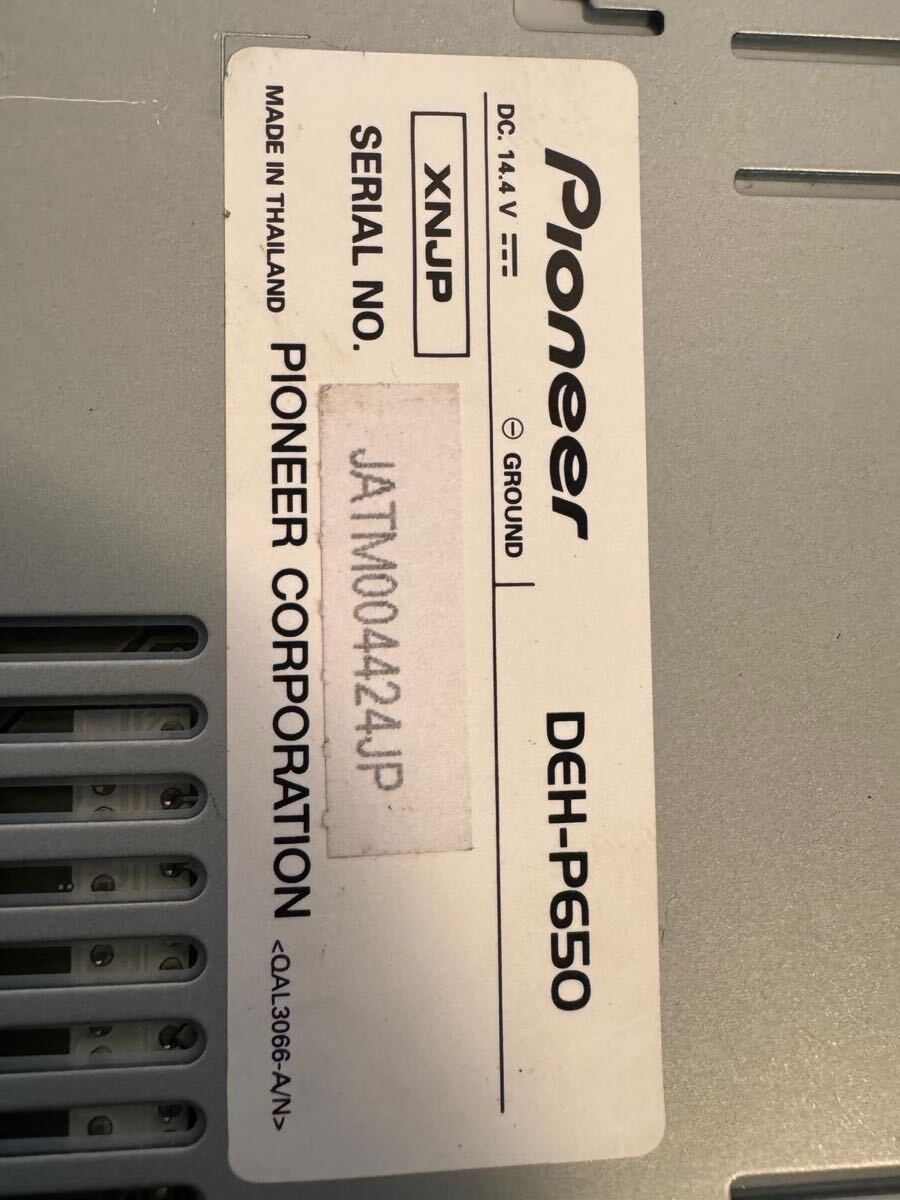 Pioneer DEH-P650
DC. 14.4 V ⎓ ⊖ GROUND
XNJP
SERIAL NO. JATM004424JP
MADE IN THAILAND PIONEER CORPORATION <QAL3066-A/N>